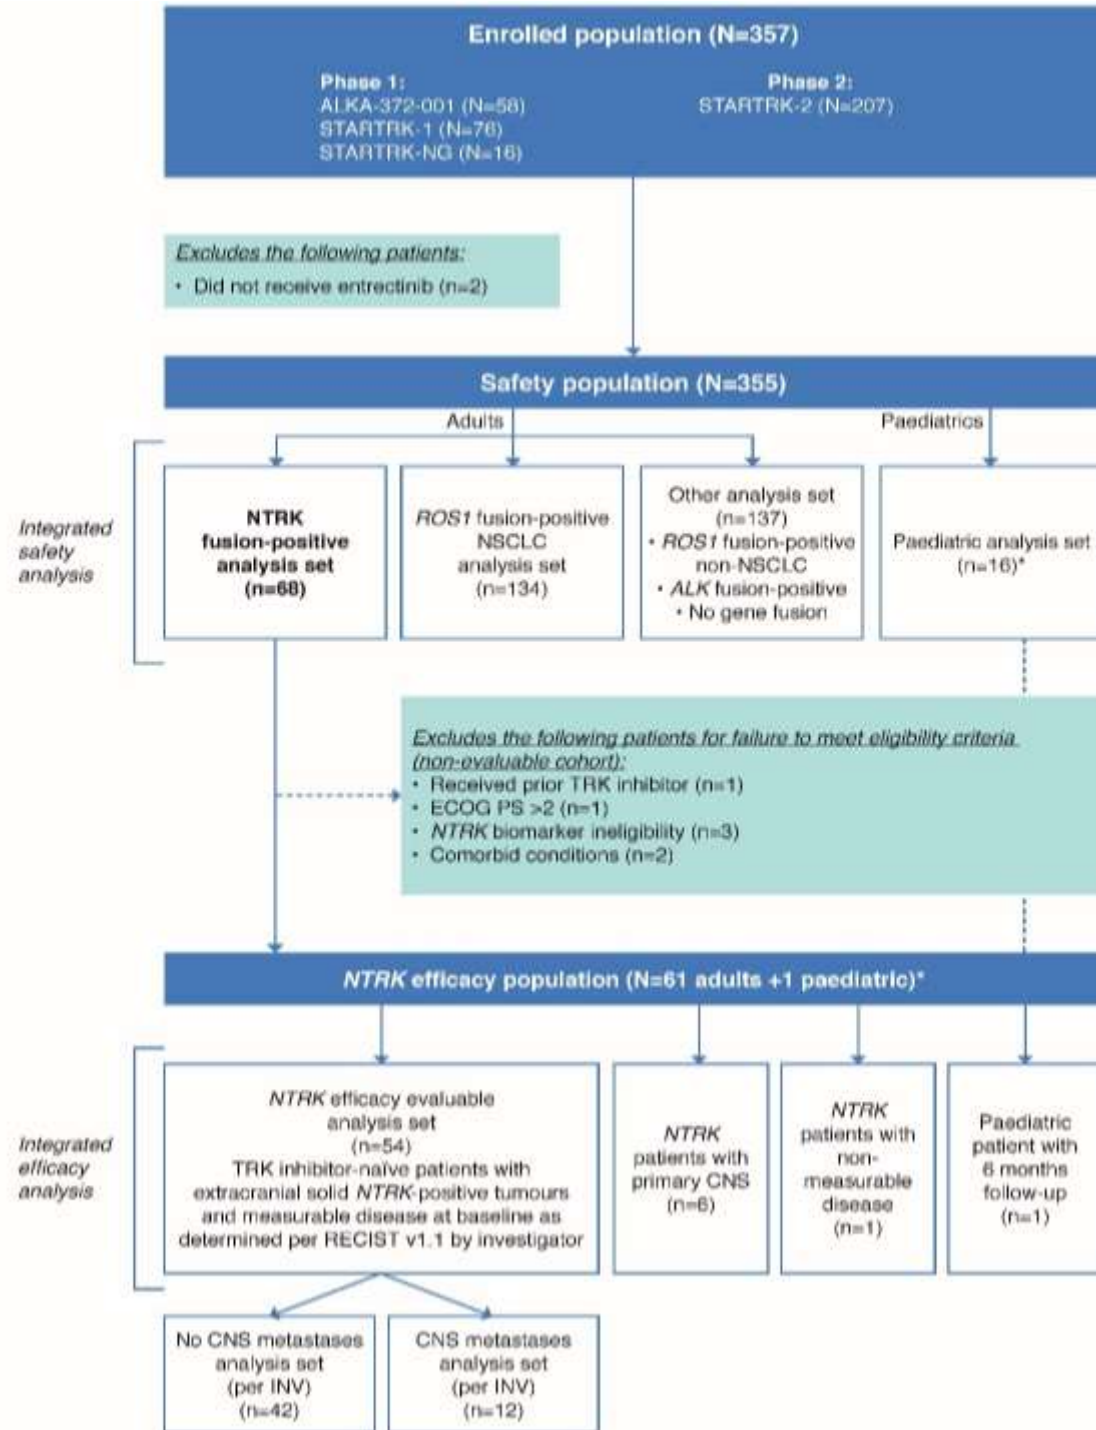 Enrolled population (N=357)
Phase 1:
ALKA-372-001 (N=58)
STARTRK-1 (N=76)
STARTRK-NG (N=16)
Phase 2:
STARTRK-2 (N=207)
Excludes the following patients:
• Did not receive entrectinib (n=2)
Safety population (N=355)
Adults
Paediatrics
Integrated
safety
analysis
NTRK
fusion-positive
analysis set
(n=68)
ROS1 fusion-positive
NSCLC
analysis set
(n=134)
Other analysis set
(n=137)
• ROS1 fusion-positive
non-NSCLC
• ALK fusion-positive
• No gene fusion
Paediatric analysis set
(n=16)*
Excludes the following patients for failure to meet eligibility criteria
(non-evaluable cohort):
• Received prior TRK inhibitor (n=1)
• ECOG PS >2 (n=1)
• NTRK biomarker ineligibility (n=3)
• Comorbid conditions (n=2)
NTRK efficacy population (N=61 adults +1 paediatric)*
Integrated
efficacy
analysis
NTRK efficacy evaluable
analysis set
(n=54)
TRK inhibitor-naïve patients with
extracranial solid NTRK-positive tumours
and measurable disease at baseline as
determined per RECIST v1.1 by investigator
NTRK
patients with
primary CNS
(n=6)
NTRK
patients with
non-
measurable
disease
(n=1)
Paediatric
patient with
6 months
follow-up
(n=1)
No CNS metastases
analysis set
(per INV)
(n=42)
CNS metastases
analysis set
(per INV)
(n=12)